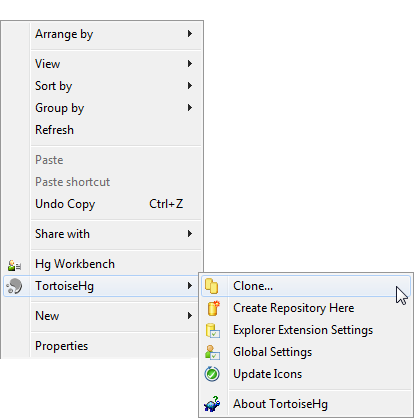 Arrange by
View
Sort by
Group by
Refresh
Paste
Paste shortcut
Undo Copy Ctrl+Z
Share with
Hg Workbench
TortoiseHg
New
Properties
Clone...
Create Repository Here
Explorer Extension Settings
Global Settings
Update Icons
About TortoiseHg